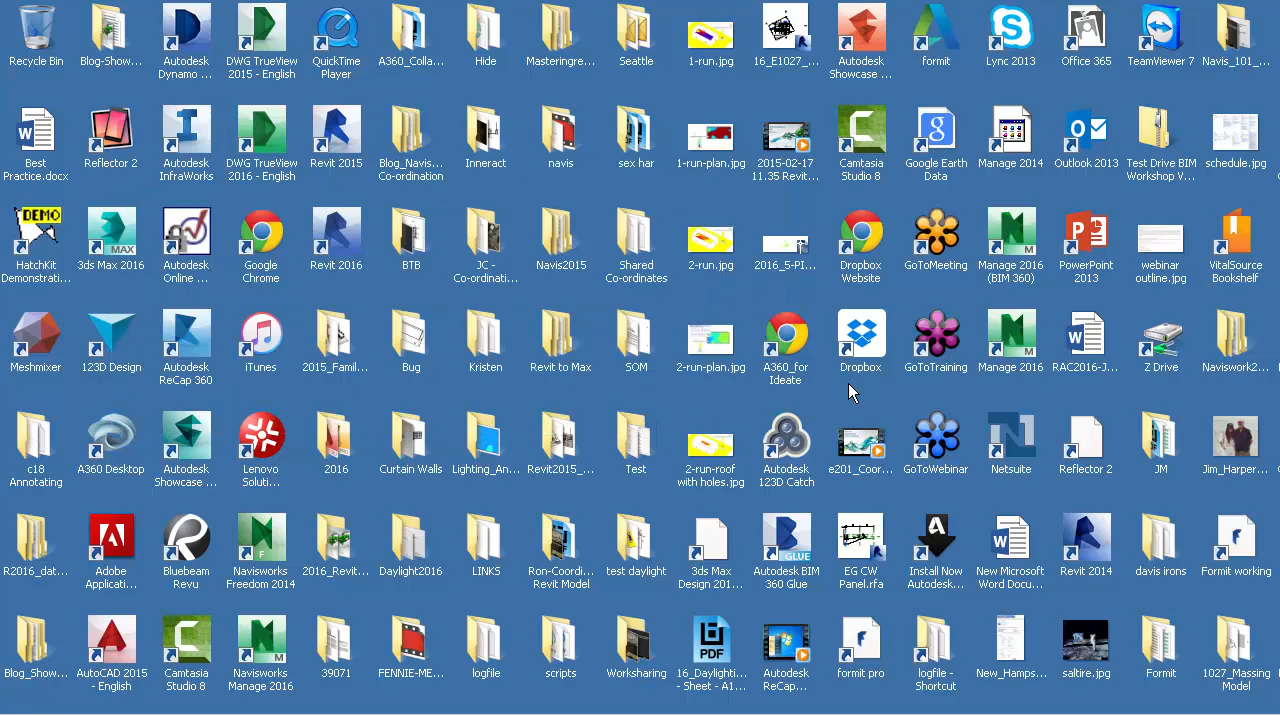 Recycle Bin
Blog-Show...
Autodesk
Dynamo ...
DWG TrueView
2015 - English
QuickTime
Player
A360_Colla...
Hide
Masteringre...
Seattle
1-run.jpg
16_E1027_...
Autodesk
Showcase ...
formit
Lync 2013
Office 365
TeamViewer 7
Navis_101_...
Best
Practice.docx
Reflector 2
Autodesk
InfraWorks
DWG TrueView
2016 - English
Revit 2015
Blog_Navis...
Co-ordination
Inneract
navis
sex har
1-run-plan.jpg
2015-02-17
11.35 Revit...
Camtasia
Studio 8
Google Earth
Data
Manage 2014
Outlook 2013
Test Drive BIM
Workshop V...
schedule.jpg
DEMO
HatchKit
Demonstrati...
MAX
3ds Max 2016
Autodesk
Online ...
Google
Chrome
Revit 2016
BTB
JC -
Co-ordinati...
Navis2015
Shared
Co-ordinates
2-run.jpg
2016_5-PI...
Dropbox
Website
GoToMeeting
Manage 2016
(BIM 360)
PowerPoint
2013
webinar
outline.jpg
VitalSource
Bookshelf
Meshmixer
123D Design
Autodesk
ReCap 360
iTunes
2015_Famil...
Bug
Kristen
Revit to Max
SOM
2-run-plan.jpg
A360_for
Ideate
Dropbox
GoToTraining
Manage 2016
RAC2016-J...
Z Drive
Naviswork2...
c18
Annotating
A360 Desktop
Autodesk
Showcase ...
Lenovo
Soluti...
2016
Curtain Walls
Lighting_An...
Revit2015_...
Test
2-run-roof
with holes.jpg
Autodesk
123D Catch
e201_Coor...
GoToWebinar
Netsuite
Reflector 2
JM
Jim_Harper...
R2016_dat...
Adobe
Applicati...
Bluebeam
Revu
Navisworks
Freedom 2014
2016_Revit...
Daylight2016
LINKS
Ron-Coordi...
Revit Model
test daylight
3ds Max
Design 201...
GLUE
Autodesk BIM
360 Glue
EG CW
Panel.rfa
Install Now
Autodesk...
New Microsoft
Word Docu...
Revit 2014
davis irons
Formit working
Blog_Show...
AutoCAD 2015
- English
Camtasia
Studio 8
Navisworks
Manage 2016
39071
FENNIE-ME...
logfile
scripts
Worksharing
PDF
16_Daylighti...
- Sheet - A1...
Autodesk
ReCap...
formit pro
logfile -
Shortcut
New_Hamps...
saltire.jpg
Formit
1027_Massing
Model